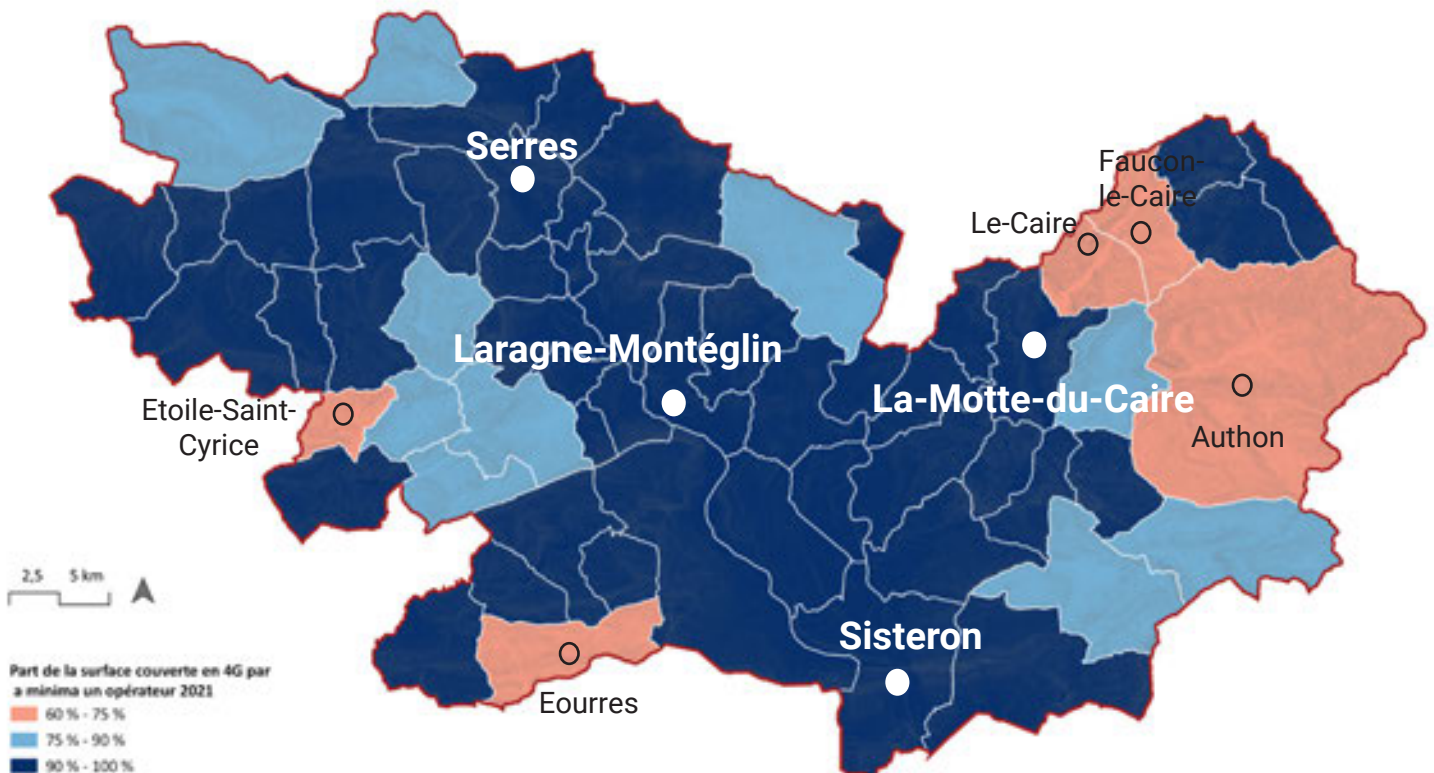 Serres
Faucon-
le-Caire
Le-Caire
Laragne-Montéglin
La-Motte-du-Caire
Etoile-Saint-
Cyrice
Authon
2,5 5 km
Sisteron
Eourres
Part de la surface couverte en 4G par
a minima un opérateur 2021
60 % - 75 %
75 % - 90 %
90 % - 100 %